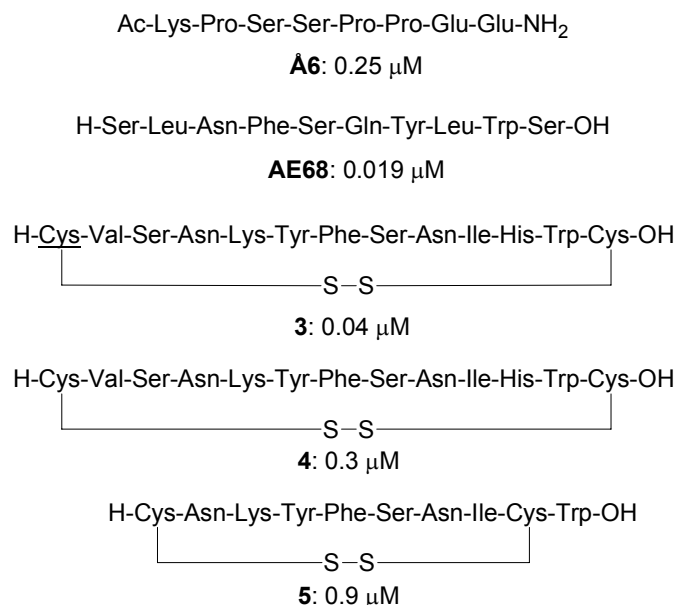 Ac-Lys-Pro-Ser-Ser-Pro-Pro-Glu-Glu-NH2
Å6: 0.25 μM
H-Ser-Leu-Asn-Phe-Ser-Gln-Tyr-Leu-Trp-Ser-OH
AE68: 0.019 μM
H-Cys-Val-Ser-Asn-Lys-Tyr-Phe-Ser-Asn-Ile-His-Trp-Cys-OH
S-S
3: 0.04 μM
H-Cys-Val-Ser-Asn-Lys-Tyr-Phe-Ser-Asn-Ile-His-Trp-Cys-OH
S-S
4: 0.3 μM
H-Cys-Asn-Lys-Tyr-Phe-Ser-Asn-Ile-Cys-Trp-OH
S-S
5: 0.9 μM